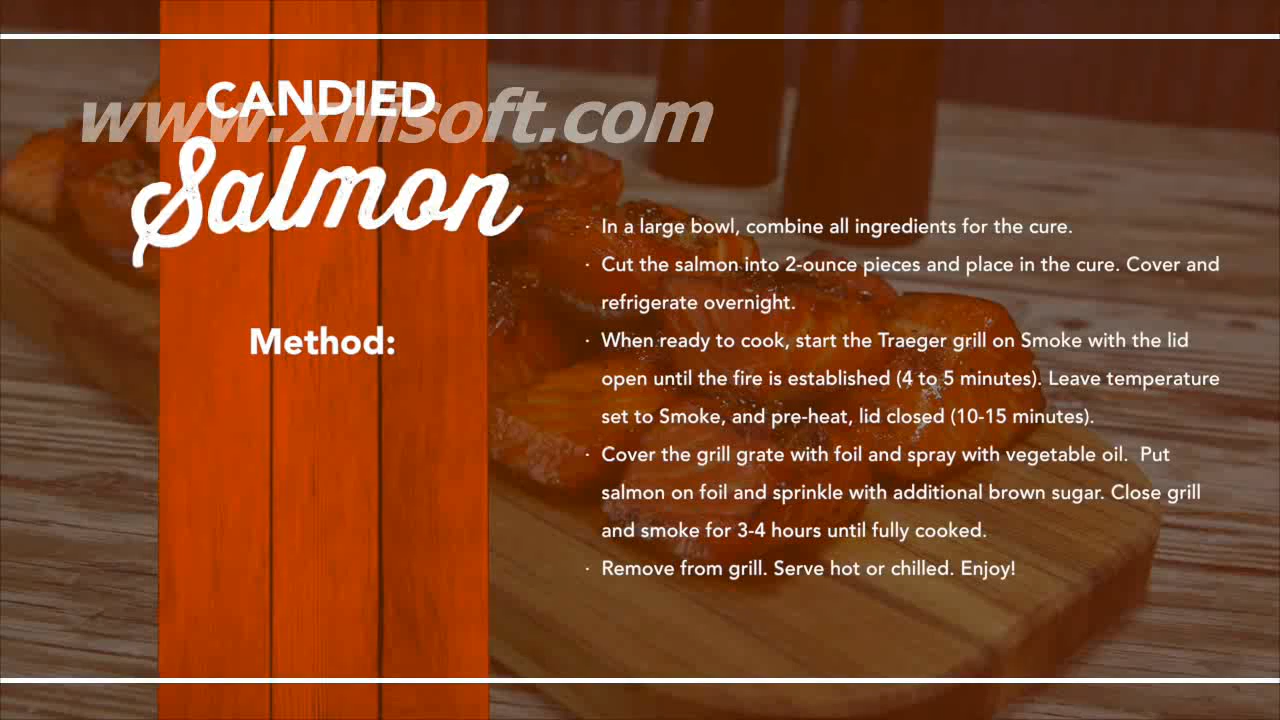 CANDIED
www.xilisoft.com
Salmon
Method:
· In a large bowl, combine all ingredients for the cure.
· Cut the salmon into 2-ounce pieces and place in the cure. Cover and
refrigerate overnight.
· When ready to cook, start the Traeger grill on Smoke with the lid
open until the fire is established (4 to 5 minutes). Leave temperature
set to Smoke, and pre-heat, lid closed (10-15 minutes).
· Cover the grill grate with foil and spray with vegetable oil.  Put
salmon on foil and sprinkle with additional brown sugar. Close grill
and smoke for 3-4 hours until fully cooked.
· Remove from grill. Serve hot or chilled. Enjoy!